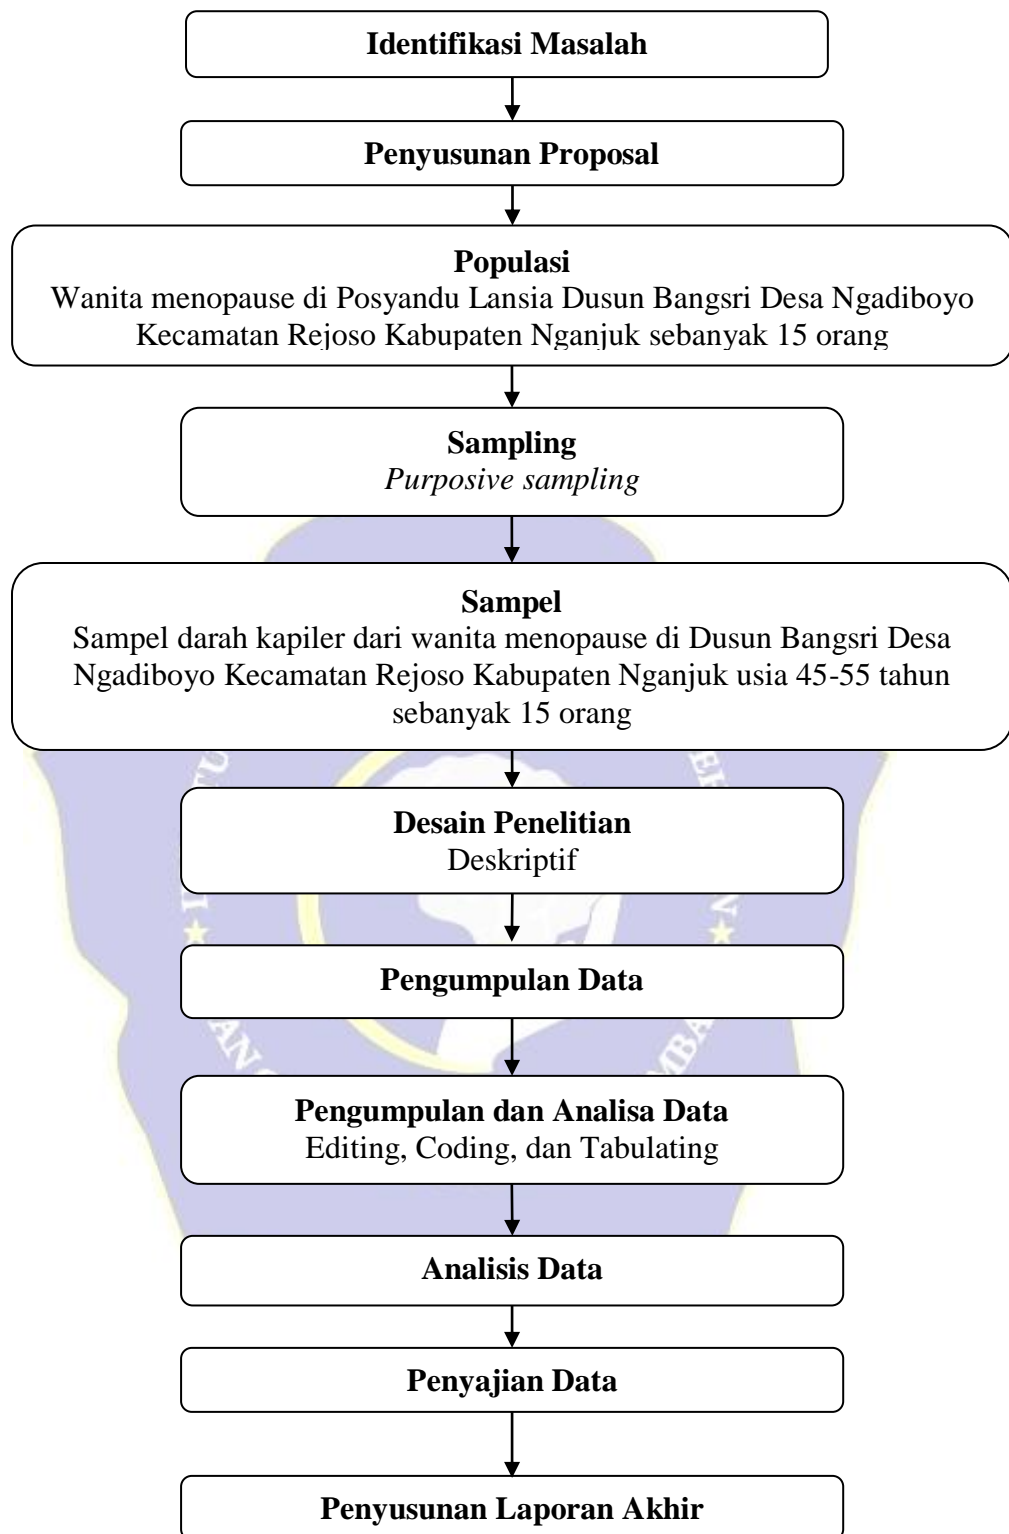 Identifikasi Masalah
Penyusunan Proposal
Populasi
Wanita menopause di Posyandu Lansia Dusun Bangsri Desa Ngadiboyo
Kecamatan Rejoso Kabupaten Nganjuk sebanyak 15 orang
Sampling
Purposive sampling
Sampel
Sampel darah kapiler dari wanita menopause di Dusun Bangsri Desa
Ngadiboyo Kecamatan Rejoso Kabupaten Nganjuk usia 45-55 tahun
sebanyak 15 orang
Desain Penelitian
Deskriptif
Pengumpulan Data
Pengumpulan dan Analisa Data
Editing, Coding, dan Tabulating
Analisis Data
Penyajian Data
Penyusunan Laporan Akhir